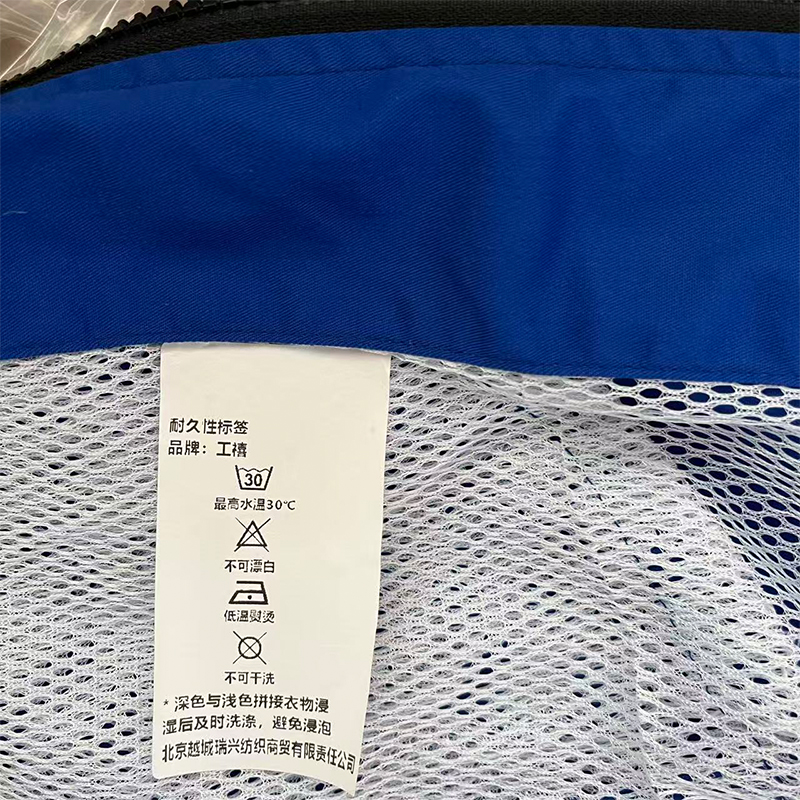 耐久性标签
品牌：工禧
30
最高水温30℃
不可漂白
低温熨烫
不可干洗
* 深色与浅色拼接衣物浸
湿后及时洗涤，避免浸泡
北京越城瑞兴纺织商贸有限责任公司